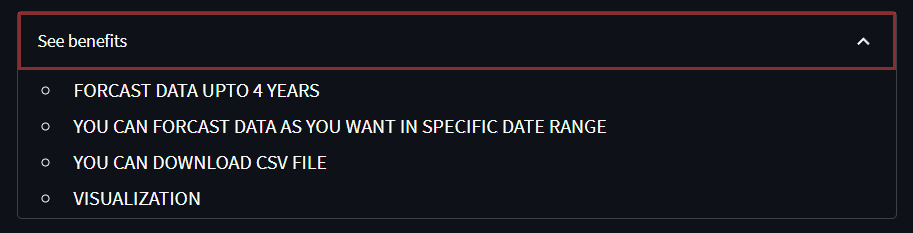 See benefits
FORCAST DATA UPTO 4 YEARS
YOU CAN FORCAST DATA AS YOU WANT IN SPECIFIC DATE RANGE
YOU CAN DOWNLOAD CSV FILE
VISUALIZATION